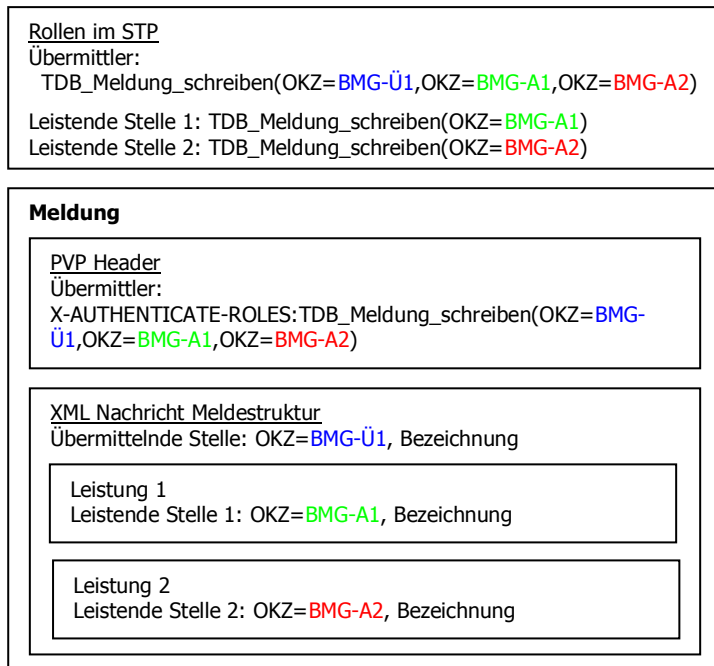 Rollen im STP
Übermittler:
TDB_Meldung_schreiben(OKZ=BMG-Ü1,OKZ=BMG-A1,OKZ=BMG-A2)
Leistende Stelle 1: TDB_Meldung_schreiben(OKZ=BMG-A1)
Leistende Stelle 2: TDB_Meldung_schreiben(OKZ=BMG-A2)
Meldung
PVP Header
Übermittler:
X-AUTHENTICATE-ROLES:TDB_Meldung_schreiben(OKZ=BMG-
Ü1,OKZ=BMG-A1,OKZ=BMG-A2)
XML Nachricht Meldestruktur
Übermittelnde Stelle: OKZ=BMG-Ü1, Bezeichnung
Leistung 1
Leistende Stelle 1: OKZ=BMG-A1, Bezeichnung
Leistung 2
Leistende Stelle 2: OKZ=BMG-A2, Bezeichnung